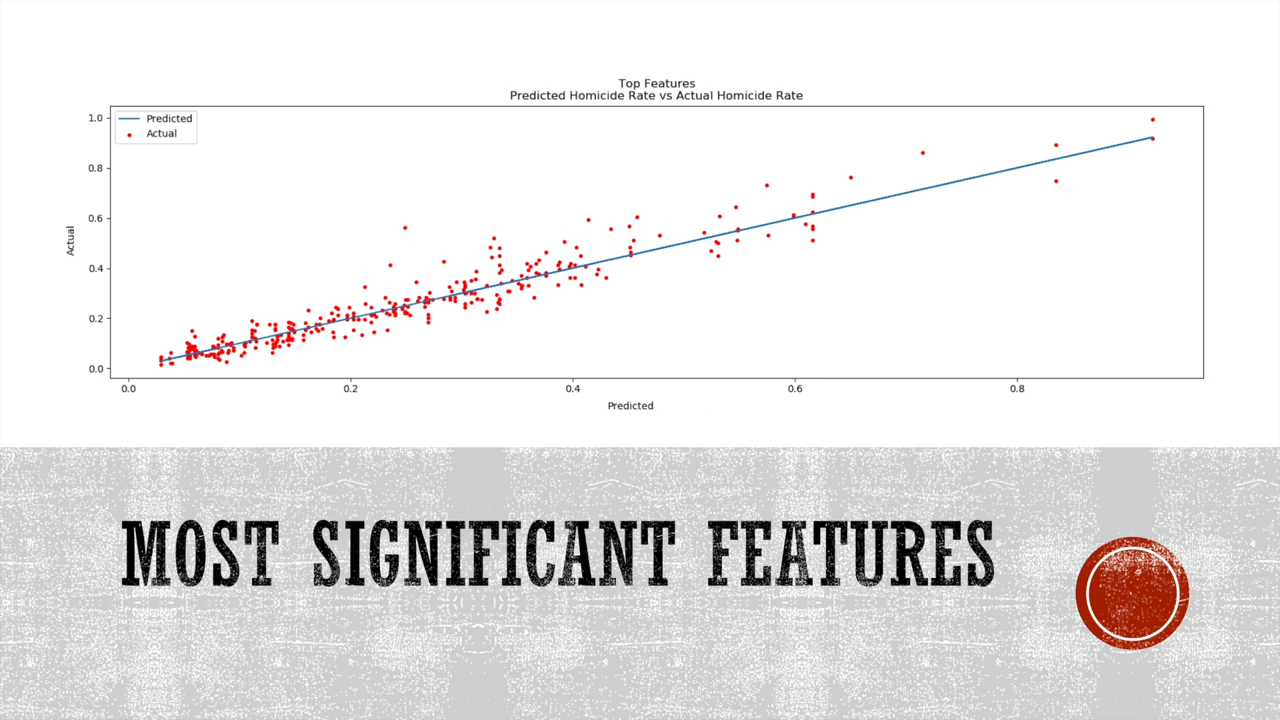 Top Features
Predicted Homicide Rate vs Actual Homicide Rate
Predicted
Actual
1.0
0.8
0.6
0.4
0.2
0.0
Actual
0.0 0.2 0.4 0.6 0.8
Predicted
MOST SIGNIFICANT FEATURES